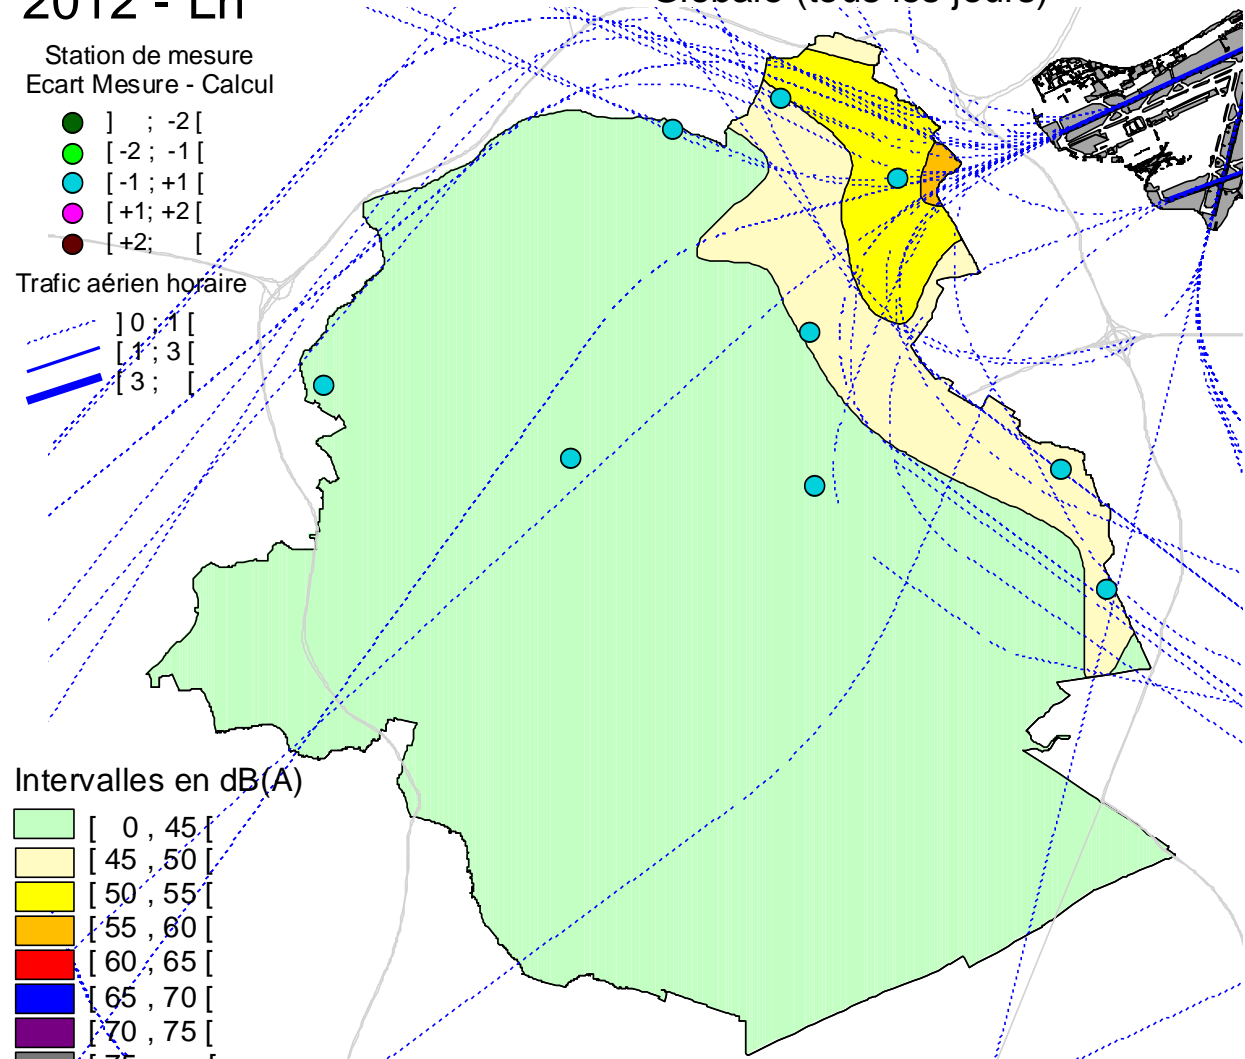 2012 - Ln
Globale (tous les jours)
Station de mesure
Ecart Mesure - Calcul
] ; -2 [
[ -2 ; -1 [
[ -1 ; +1 [
[ +1; +2 [
[ +2; [
Trafic aérien horaire
] 0 ; 1 [
[ 1 ; 3 [
[ 3 ; [
Intervalles en dB(A)
[ 0 , 45 [
[ 45 , 50 [
[ 50 , 55 [
[ 55 , 60 [
[ 60 , 65 [
[ 65 , 70 [
[ 70 , 75 [